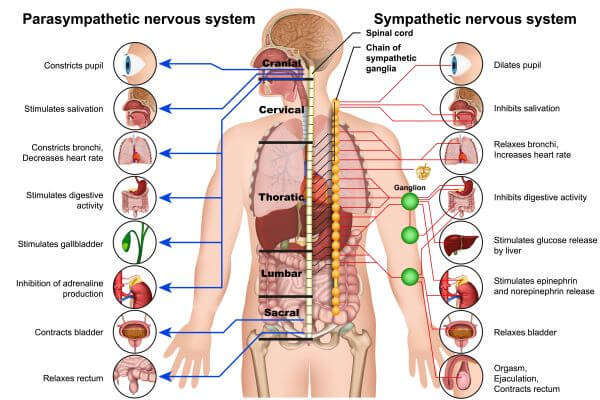 Parasympathetic nervous system
Sympathetic nervous system
Spinal cord
Chain of
sympathetic
ganglia
Cranial
Cervical
Thoratic
Lumbar
Sacral
Ganglion
Constricts pupil
Stimulates salivation
Constricts bronchi,
Decreases heart rate
Stimulates digestive
activity
Stimulates gallbladder
Inhibition of adrenaline
production
Contracts bladder
Relaxes rectum
Dilates pupil
Inhibits salivation
Relaxes bronchi,
Increases heart rate
Inhibits digestive activity
Stimulates glucose release
by liver
Stimulates epinephrin
and norepinephrin release
Relaxes bladder
Orgasm,
Ejaculation,
Contracts rectum